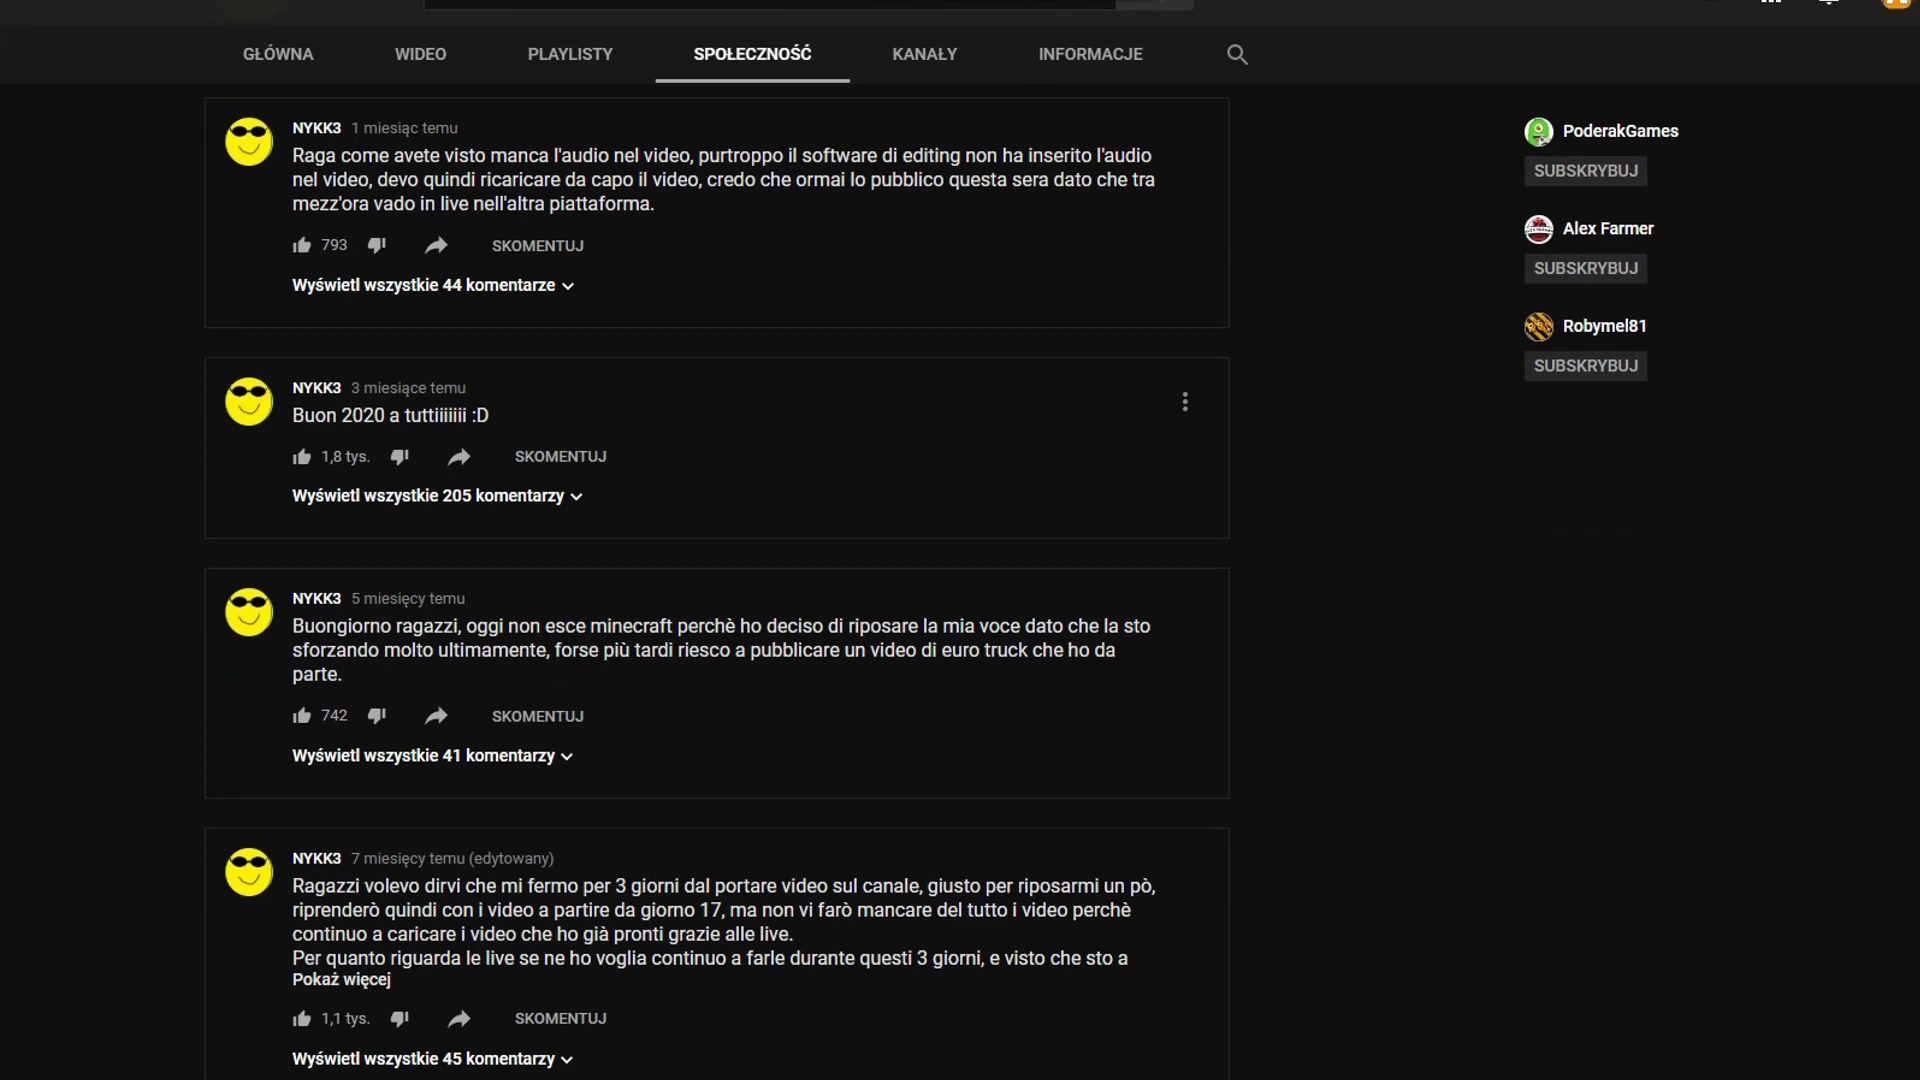 GŁÓWNA WIDEO PLAYLISTY SPOŁECZNOŚĆ KANAŁY INFORMACJE
NYKK3 1 miesiąc temu
Raga come avete visto manca l'audio nel video, purtroppo il software di editing non ha inserito l'audio
nel video, devo quindi ricaricare da capo il video, credo che ormai lo pubblico questa sera dato che tra
mezz'ora vado in live nell'altra piattaforma.
793 SKOMENTUJ
Wyświetl wszystkie 44 komentarze
NYKK3 3 miesiące temu
Buon 2020 a tuttiiiiiii :D
1,8 tys. SKOMENTUJ
Wyświetl wszystkie 205 komentarzy
NYKK3 5 miesięcy temu
Buongiorno ragazzi, oggi non esce minecraft perchè ho deciso di riposare la mia voce dato che la sto
sforzando molto ultimamente, forse più tardi riesco a pubblicare un video di euro truck che ho da
parte.
742 SKOMENTUJ
Wyświetl wszystkie 41 komentarzy
NYKK3 7 miesięcy temu (edytowany)
Ragazzi volevo dirvi che mi fermo per 3 giorni dal portare video sul canale, giusto per riposarmi un pò,
riprenderò quindi con i video a partire da giorno 17, ma non vi farò mancare del tutto i video perchè
continuo a caricare i video che ho già pronti grazie alle live.
Per quanto riguarda le live se ne ho voglia continuo a farle durante questi 3 giorni, e visto che sto a
Pokaż więcej
1,1 tys. SKOMENTUJ
Wyświetl wszystkie 45 komentarzy
PoderakGames
SUBSKRYBUJ
Alex Farmer
SUBSKRYBUJ
Robymel81
SUBSKRYBUJ